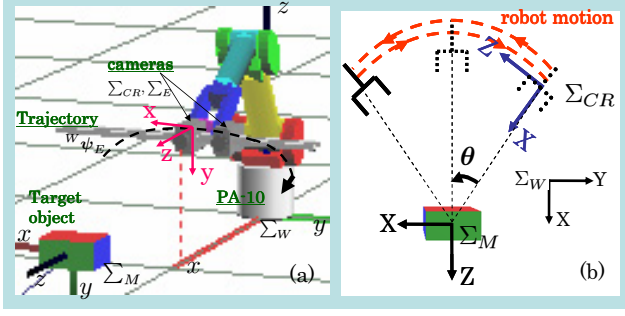 z
cameras
Σ_CR, Σ_E
Trajectory
x
^Wψ_E
z
y
PA-10
Target
object
Σ_W
y
x
Σ_M
x
z
y
(a)
robot motion
Z
Σ_CR
X
θ
Σ_W
Y
X
X
Σ_M
Z
(b)